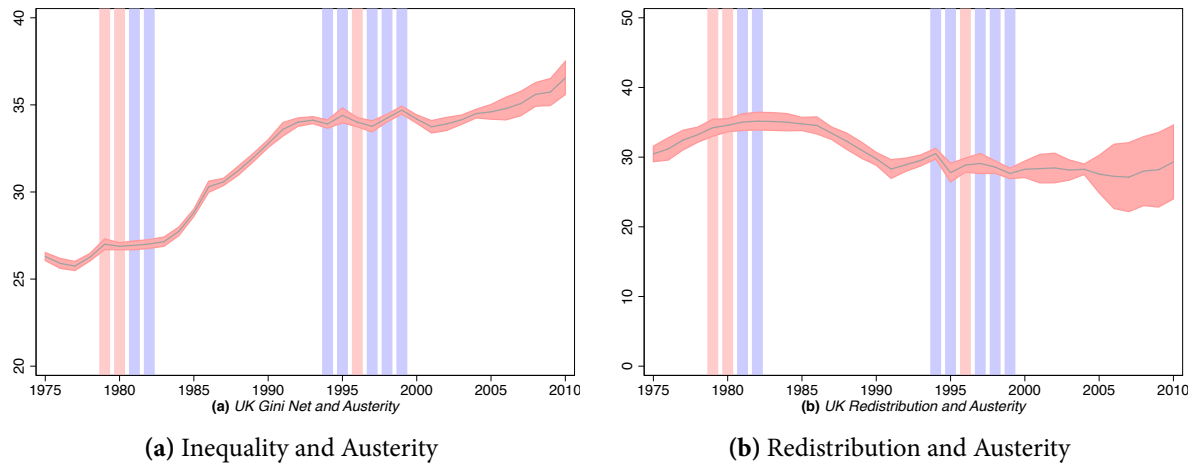 40
35
30
25
20
1975 1980 1985 1990 1995 2000 2005 2010
(a) UK Gini Net and Austerity
(a) Inequality and Austerity
50
40
30
20
10
0
1975 1980 1985 1990 1995 2000 2005 2010
(b) UK Redistribution and Austerity
(b) Redistribution and Austerity